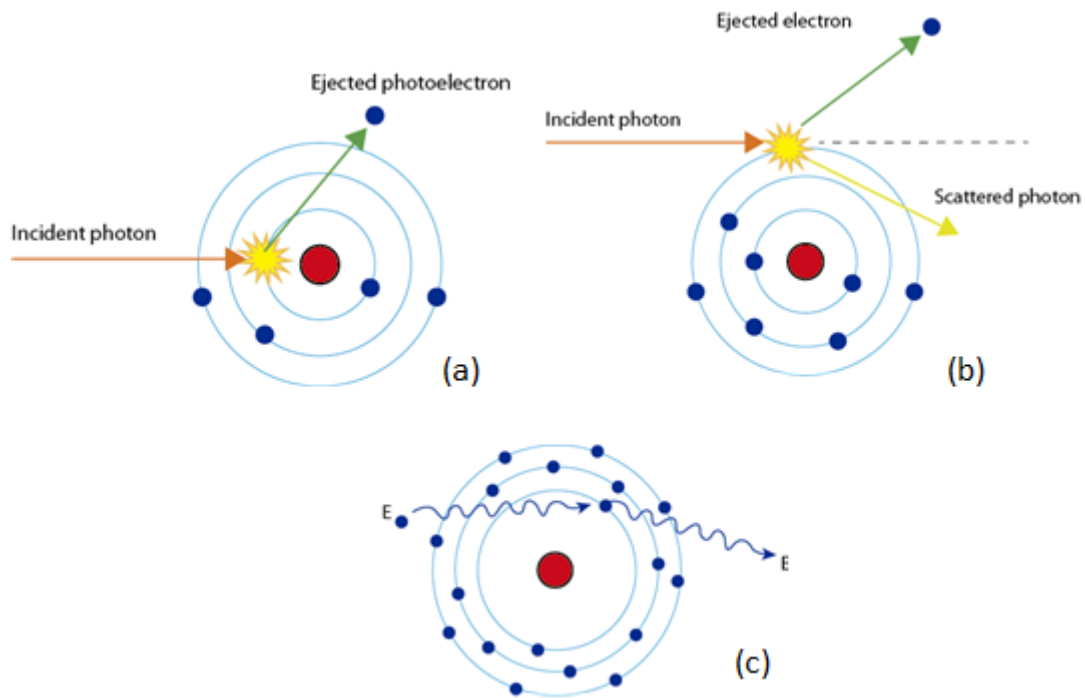 Ejected photoelectron
Incident photon
(a)
Ejected electron
Incident photon
Scattered photon
(b)
E
E
(c)